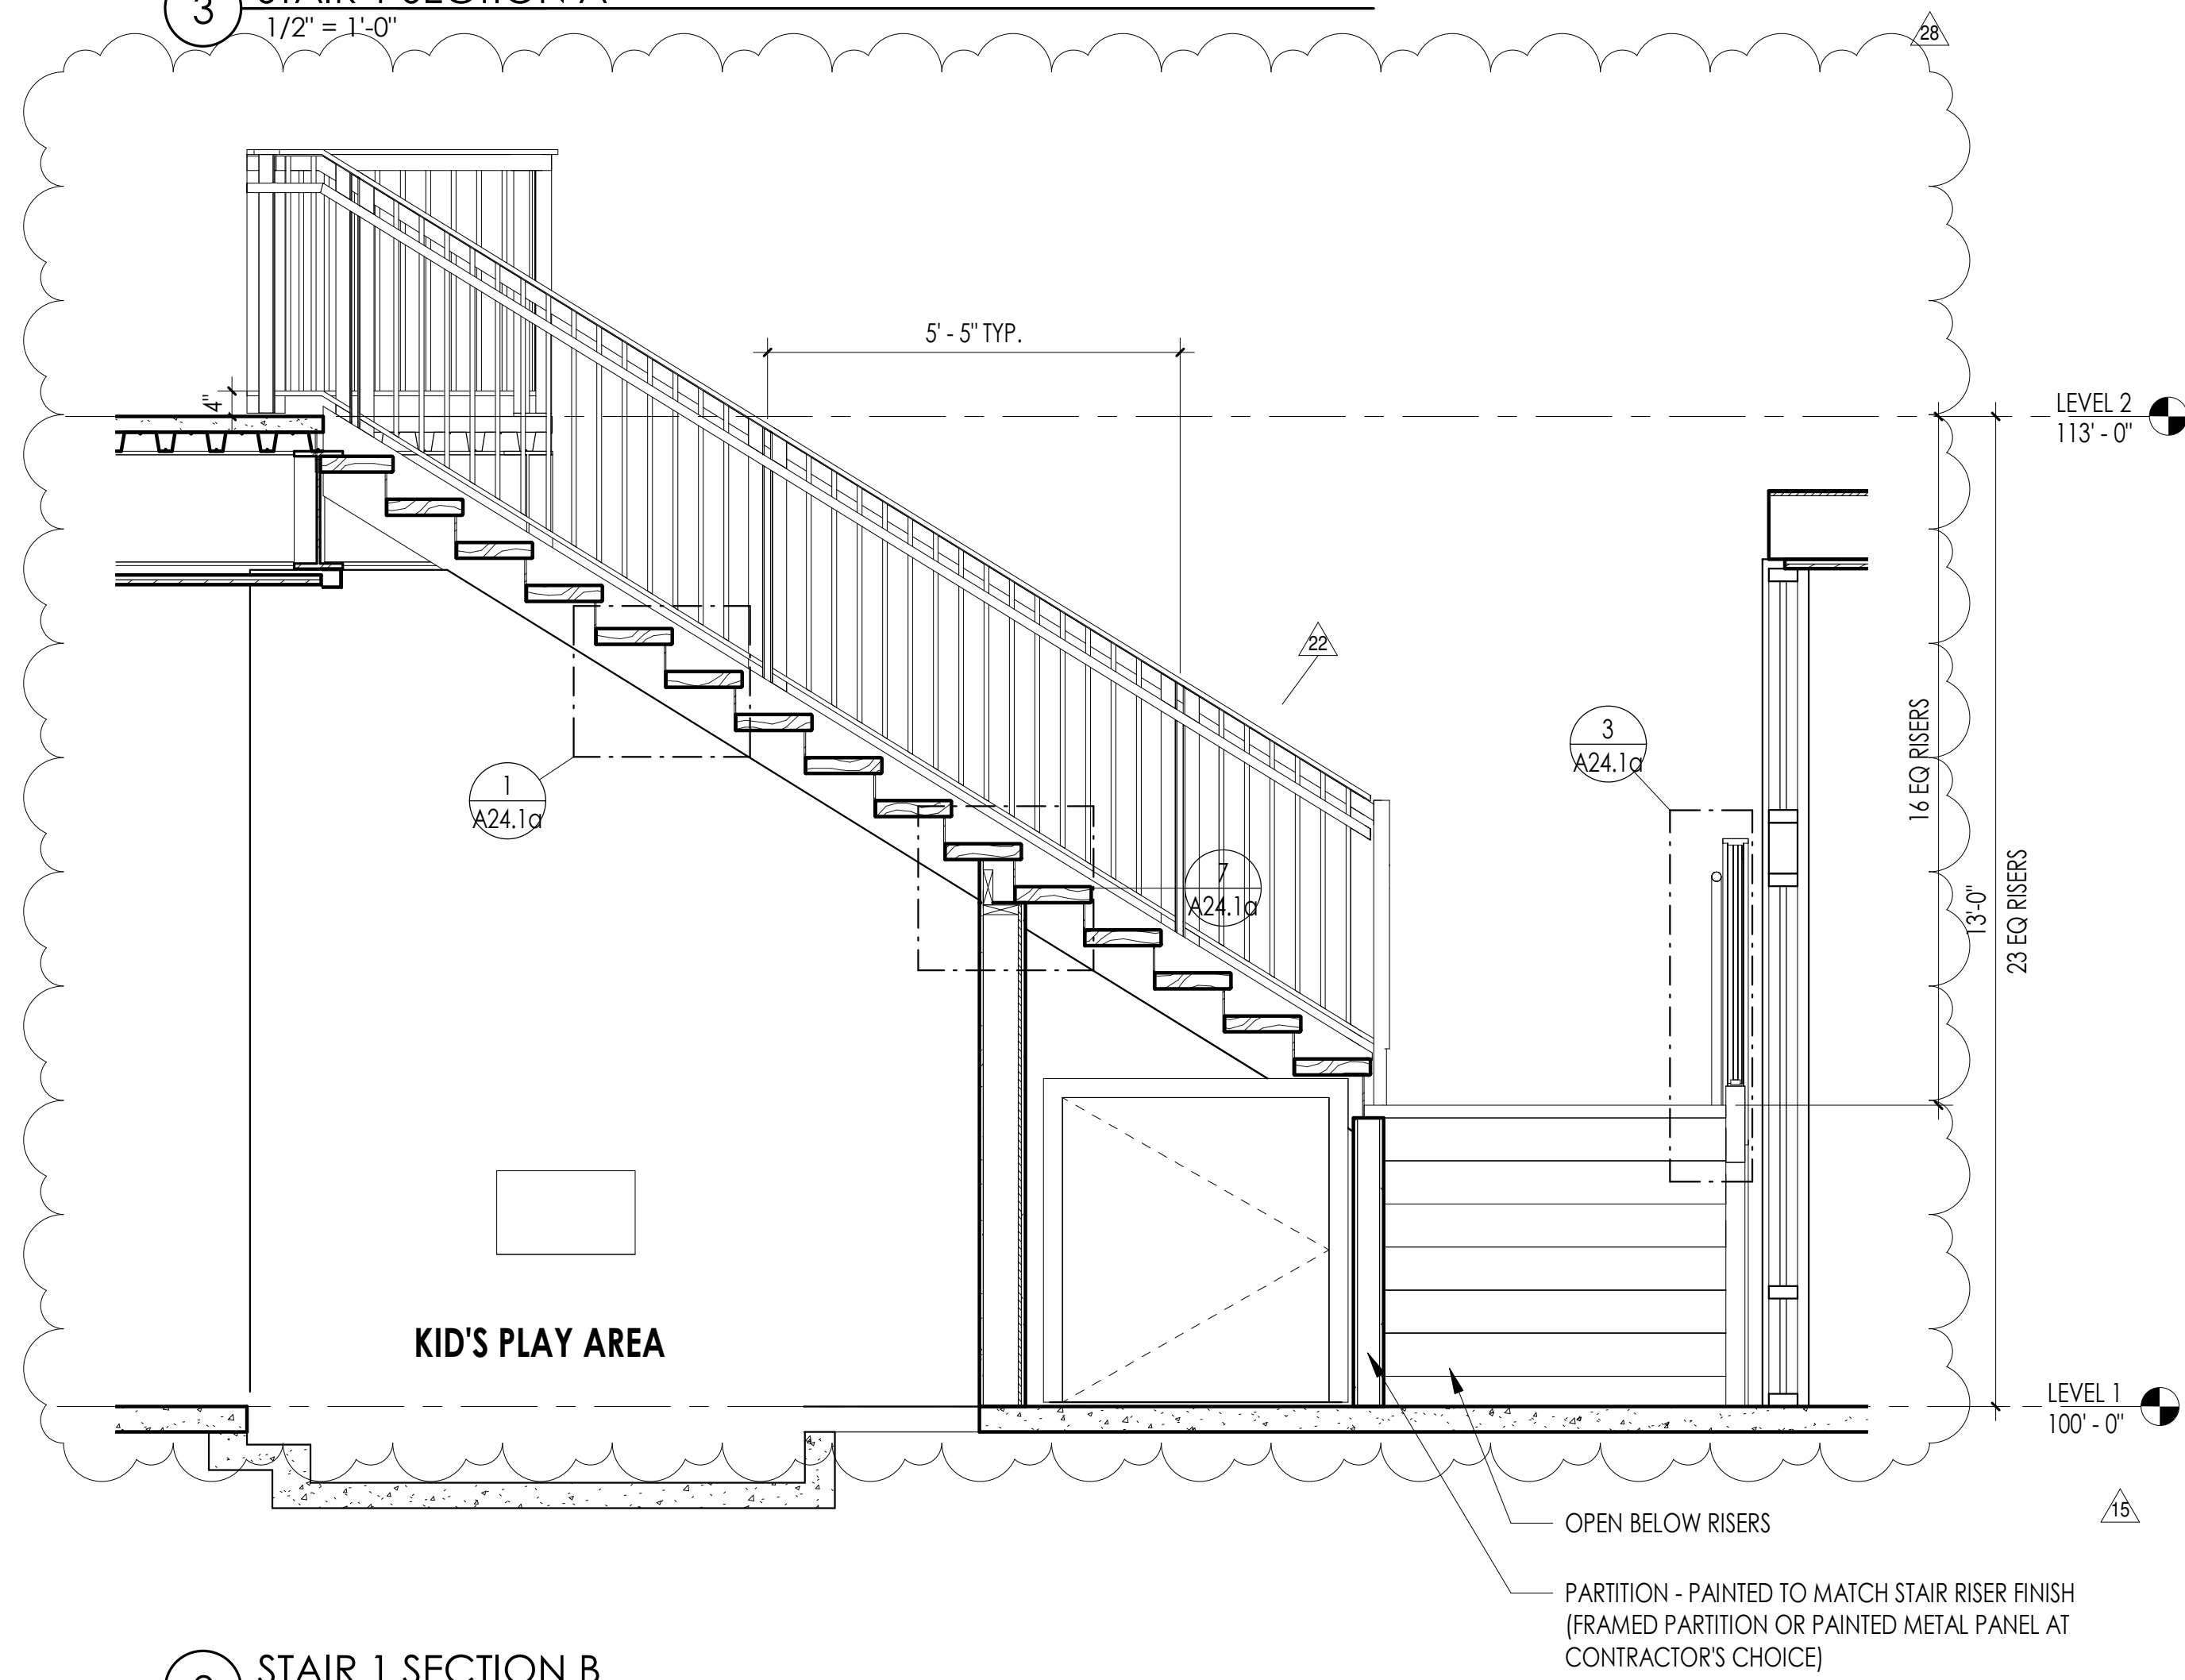 3
1/2" = 1'-0"
28
5' - 5" TYP.
4"
LEVEL 2
113' - 0"
22
3
A24.1a
16 EQ RISERS
1
A24.1a
7
A24.1a
13'-0"
23 EQ RISERS
KID'S PLAY AREA
LEVEL 1
100' - 0"
15
OPEN BELOW RISERS
PARTITION - PAINTED TO MATCH STAIR RISER FINISH
(FRAMED PARTITION OR PAINTED METAL PANEL AT
CONTRACTOR'S CHOICE)
STAIR 1 SECTION B